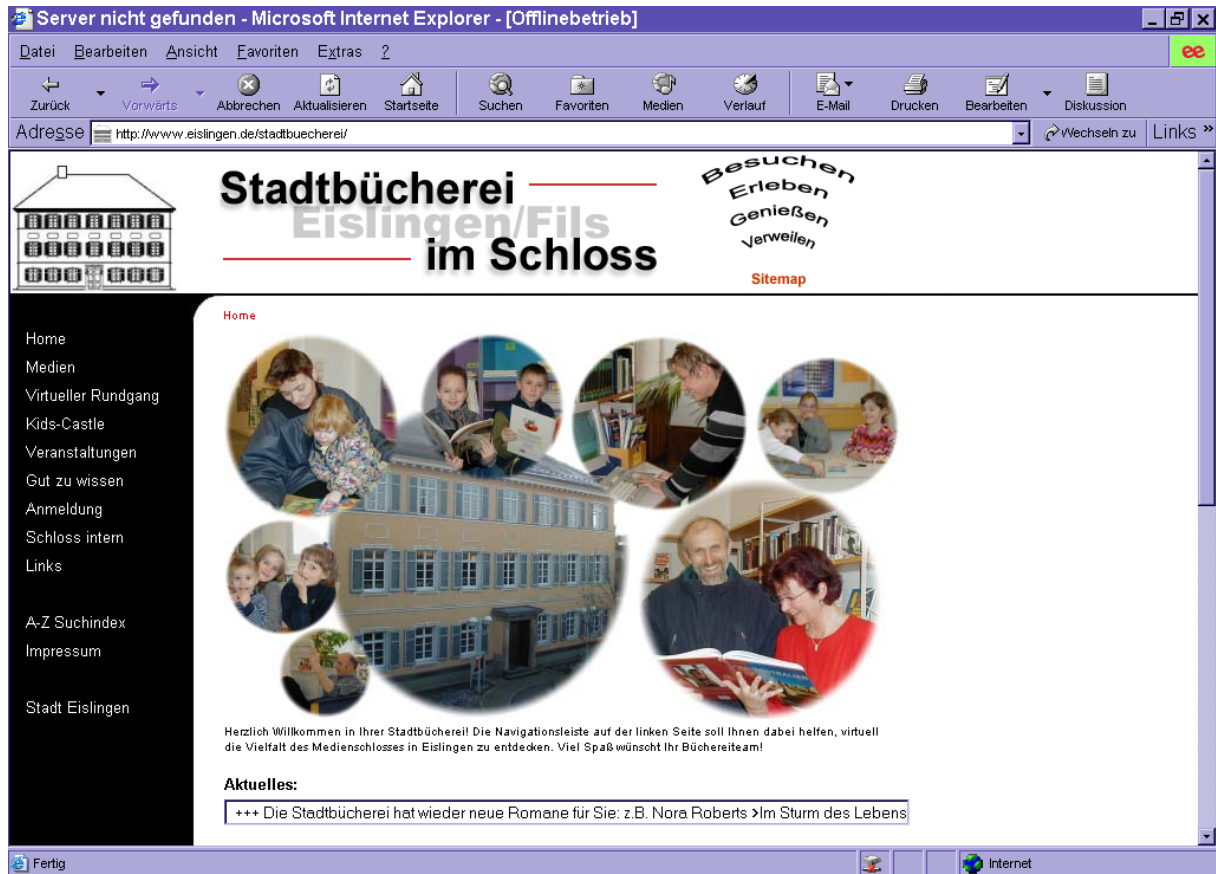 Server nicht gefunden - Microsoft Internet Explorer - [Offlinebetrieb]
Datei Bearbeiten Ansicht Favoriten Extras ?
ee
Zurück Vorwärts Abbrechen Aktualisieren Startseite Suchen Favoriten Medien Verlauf E-Mail Drucken Bearbeiten Diskussion
Adresse http://www.eislingen.de/stadtbuecherei/ Wechseln zu Links »
Stadtbücherei
Eislingen/Fils
im Schloss
Besuchen
Erleben
Genießen
Verweilen
Sitemap
Home
Home
Medien
Virtueller Rundgang
Kids-Castle
Veranstaltungen
Gut zu wissen
Anmeldung
Schloss intern
Links
A-Z Suchindex
Impressum
Stadt Eislingen
Herzlich Willkommen in Ihrer Stadtbücherei! Die Navigationsleiste auf der linken Seite soll Ihnen dabei helfen, virtuell
die Vielfalt des Medienschlosses in Eislingen zu entdecken. Viel Spaß wünscht Ihr Büchereiteam!
Aktuelles:
+++ Die Stadtbücherei hat wieder neue Romane für Sie: z.B. Nora Roberts >Im Sturm des Lebens
Fertig Internet